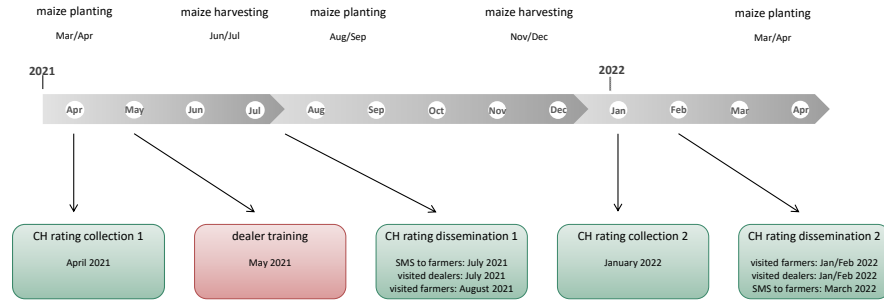 maize planting
Mar/Apr
maize harvesting
Jun/Jul
maize planting
Aug/Sep
maize harvesting
Nov/Dec
maize planting
Mar/Apr
2021
2022
Apr
May
Jun
Jul
Aug
Sep
Oct
Nov
Dec
Jan
Feb
Mar
Apr
CH rating collection 1
April 2021
dealer training
May 2021
CH rating dissemination 1
SMS to farmers: July 2021
visited dealers: July 2021
visited farmers: August 2021
CH rating collection 2
January 2022
CH rating dissemination 2
visited farmers: Jan/Feb 2022
visited dealers: Jan/Feb 2022
SMS to farmers: March 2022